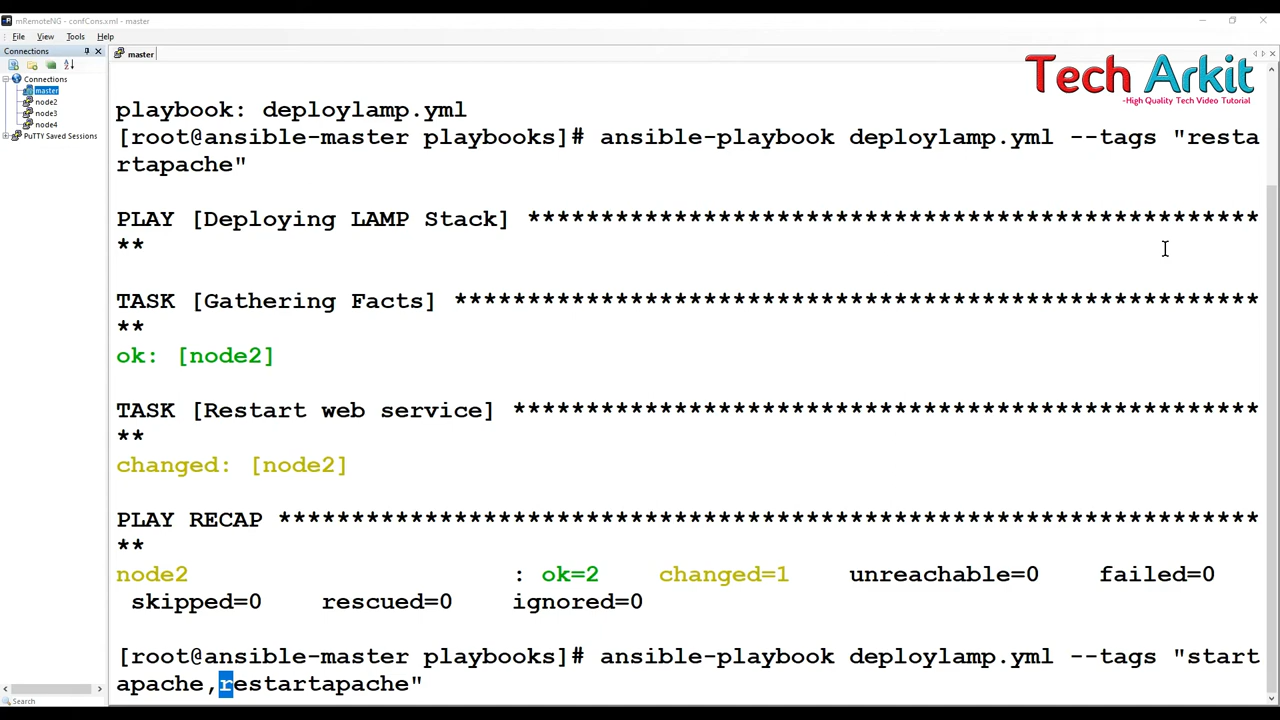 mRemoteNG - confCons.xml - master
File View Tools Help
Connections
master
Connections
master
node2
node3
node4
PuTTY Saved Sessions
Search
Tech Arkit
-High Quality Tech Video Tutorial
playbook: deploylamp.yml
[root@ansible-master playbooks]# ansible-playbook deploylamp.yml --tags "resta
rtapache"
PLAY [Deploying LAMP Stack] **************************************************
**
TASK [Gathering Facts] *******************************************************
**
ok: [node2]
TASK [Restart web service] ***************************************************
**
changed: [node2]
PLAY RECAP *******************************************************************
**
node2 : ok=2 changed=1 unreachable=0 failed=0
skipped=0 rescued=0 ignored=0
[root@ansible-master playbooks]# ansible-playbook deploylamp.yml --tags "start
apache,restartapache"